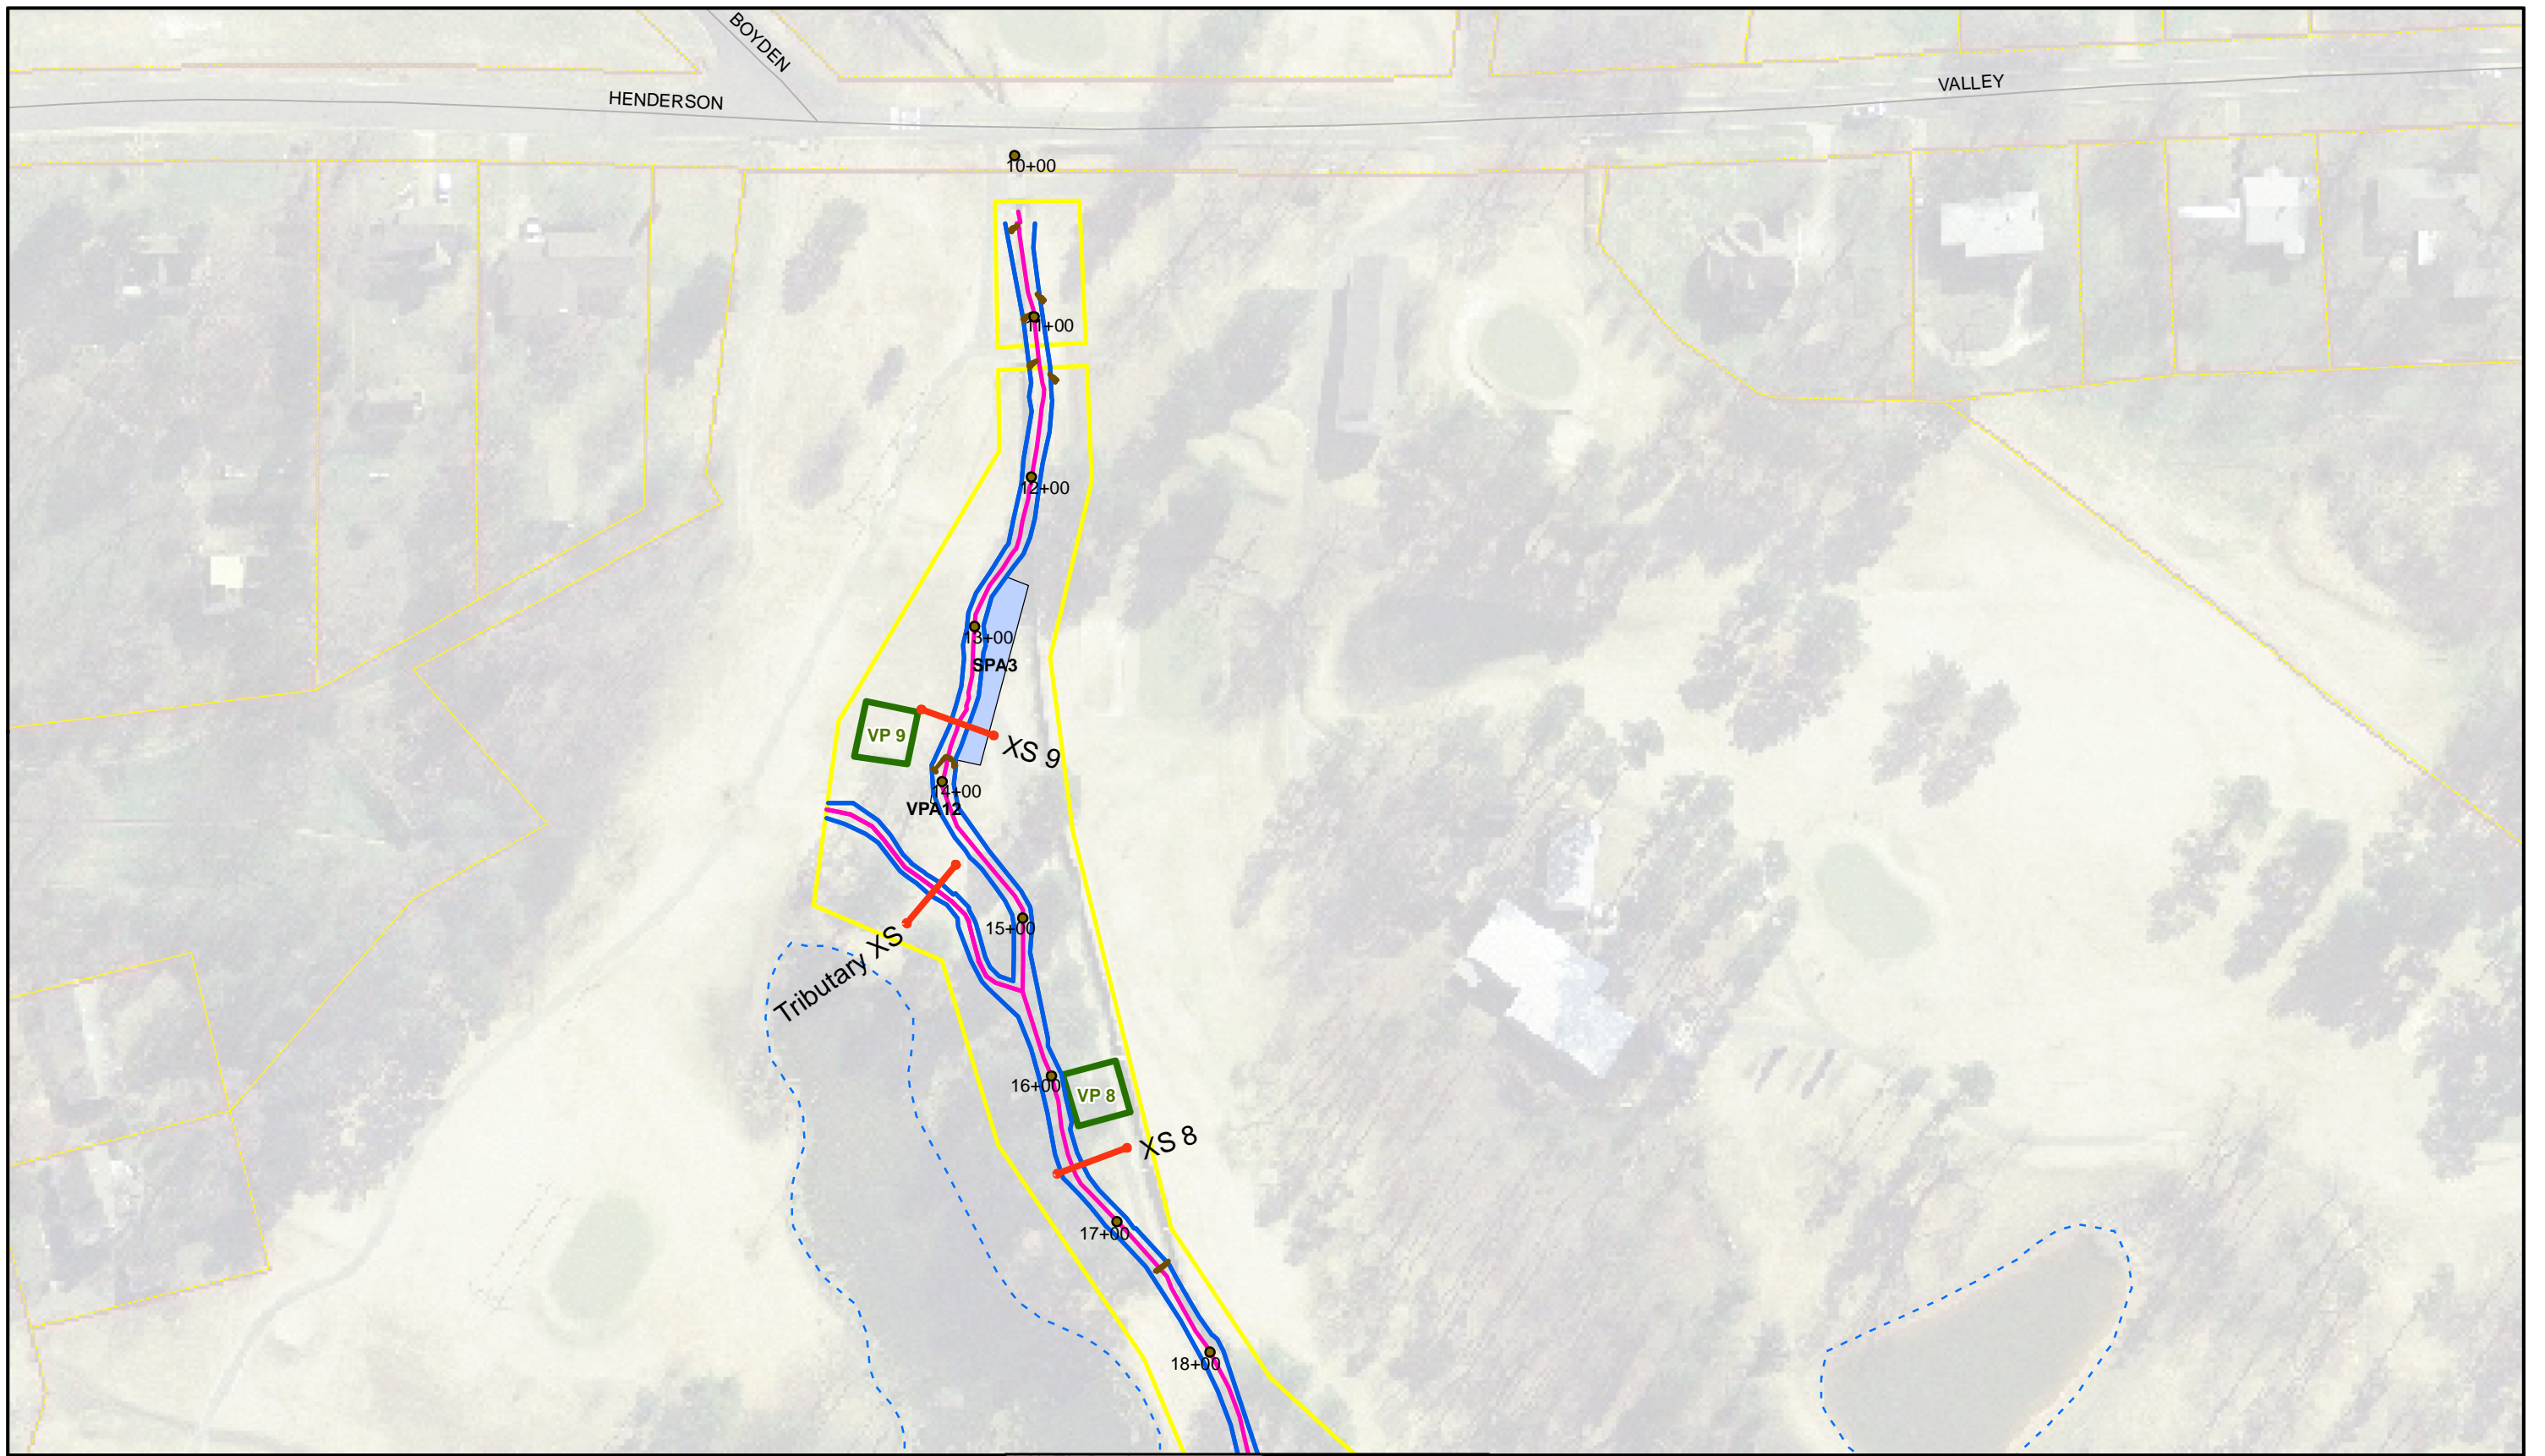 BOYDEN
HENDERSON
VALLEY
10+00
11+00
12+00
13+00
SPA3
VP 9
XS 9
14+00
VPA12
15+00
Tributary XS
16+00
VP 8
XS 8
17+00
18+00